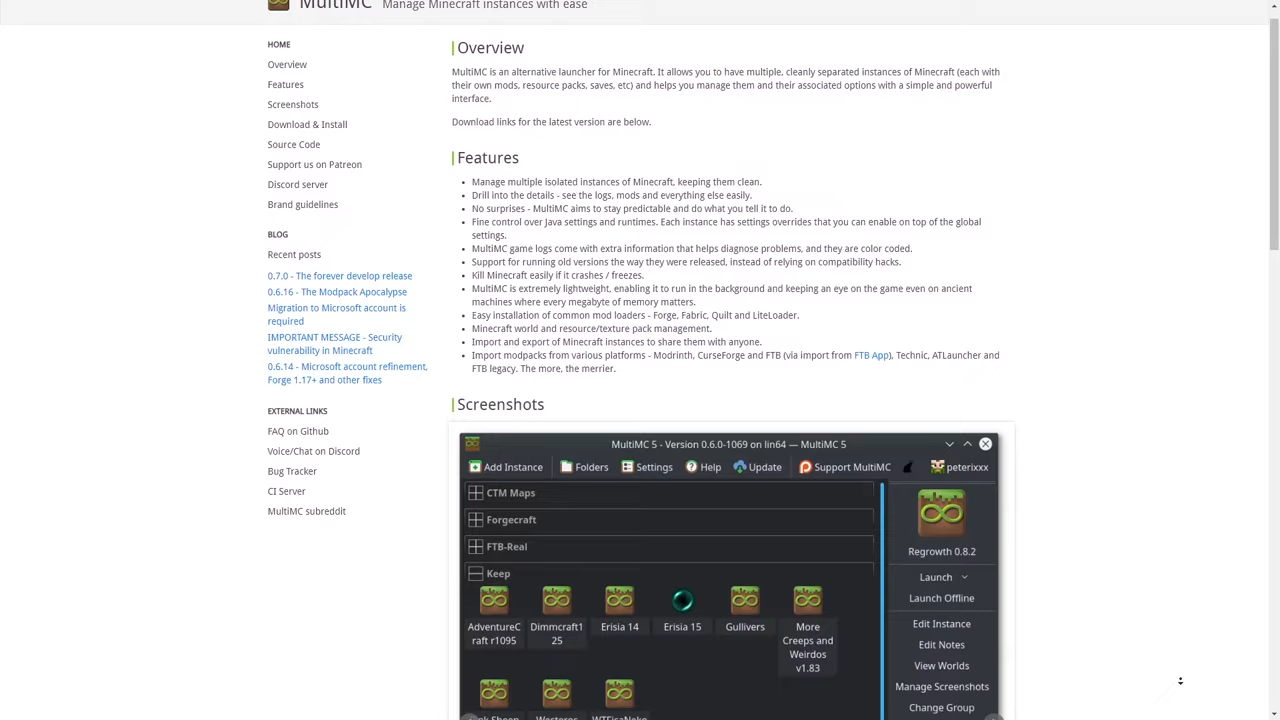 MultiMC Manage Minecraft instances with ease
HOME
Overview
Features
Screenshots
Download & Install
Source Code
Support us on Patreon
Discord server
Brand guidelines
BLOG
Recent posts
0.7.0 - The forever develop release
0.6.16 - The Modpack Apocalypse
Migration to Microsoft account is
required
IMPORTANT MESSAGE - Security
vulnerability in Minecraft
0.6.14 - Microsoft account refinement,
Forge 1.17+ and other fixes
EXTERNAL LINKS
FAQ on Github
Voice/Chat on Discord
Bug Tracker
CI Server
MultiMC subreddit
Overview
MultiMC is an alternative launcher for Minecraft. It allows you to have multiple, cleanly separated instances of Minecraft (each with
their own mods, resource packs, saves, etc) and helps you manage them and their associated options with a simple and powerful
interface.
Download links for the latest version are below.
Features
Manage multiple isolated instances of Minecraft, keeping them clean.
Drill into the details - see the logs, mods and everything else easily.
No surprises - MultiMC aims to stay predictable and do what you tell it to do.
Fine control over Java settings and runtimes. Each instance has settings overrides that you can enable on top of the global
settings.
MultiMC game logs come with extra information that helps diagnose problems, and they are color coded.
Support for running old versions the way they were released, instead of relying on compatibility hacks.
Kill Minecraft easily if it crashes / freezes.
MultiMC is extremely lightweight, enabling it to run in the background and keeping an eye on the game even on ancient
machines where every megabyte of memory matters.
Easy installation of common mod loaders - Forge, Fabric, Quilt and LiteLoader.
Minecraft world and resource/texture pack management.
Import and export of Minecraft instances to share them with anyone.
Import modpacks from various platforms - Modrinth, CurseForge and FTB (via import from FTB App), Technic, ATLauncher and
FTB legacy. The more, the merrier.
Screenshots
MultiMC 5 - Version 0.6.0-1069 on lin64 — MultiMC 5
Add Instance Folders Settings Help Update Support MultiMC peterixxx
CTM Maps
Forgecraft
FTB-Real
Keep
AdventureC
raft r1095
Dimmcraft1
25
Erisia 14
Erisia 15
Gullivers
More
Creeps and
Weirdos
v1.83
Regrowth 0.8.2
Launch
Launch Offline
Edit Instance
Edit Notes
View Worlds
Manage Screenshots
Change Group